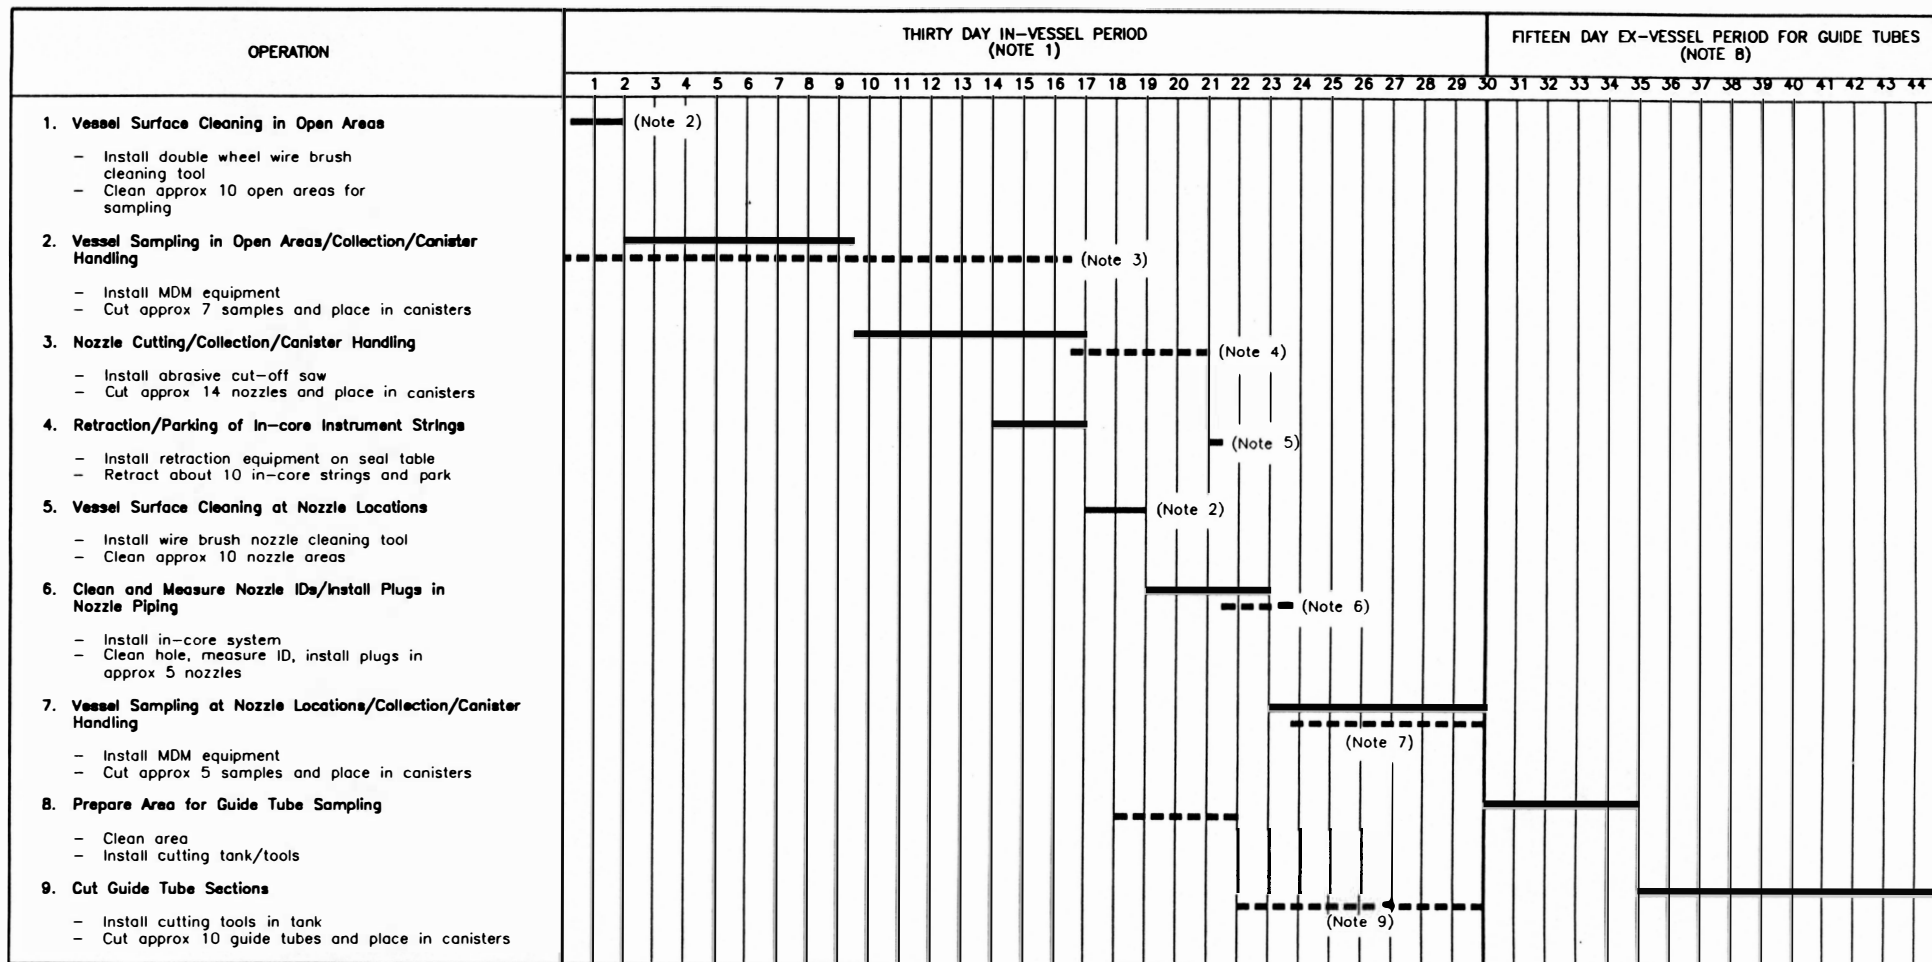 OPERATION
THIRTY DAY IN-VESSEL PERIOD
(NOTE 1)
FIFTEEN DAY EX-VESSEL PERIOD FOR GUIDE TUBES
(NOTE 8)
1 2 3 4 5 6 7 8 9 10 11 12 13 14 15 16 17 18 19 20 21 22 23 24 25 26 27 28 29 30 31 32 33 34 35 36 37 38 39 40 41 42 43 44
1. Vessel Surface Cleaning in Open Areas
(Note 2)
- Install double wheel wire brush
cleaning tool
- Clean approx 10 open areas for
sampling
2. Vessel Sampling in Open Areas/Collection/Canister
Handling
(Note 3)
- Install MDM equipment
- Cut approx 7 samples and place in canisters
3. Nozzle Cutting/Collection/Canister Handling
(Note 4)
- Install abrasive cut-off saw
- Cut approx 14 nozzles and place in canisters
4. Retraction/Parking of In-core Instrument Strings
(Note 5)
- Install retraction equipment on seal table
- Retract about 10 in-core strings and park
5. Vessel Surface Cleaning at Nozzle Locations
(Note 2)
- Install wire brush nozzle cleaning tool
- Clean approx 10 nozzle areas
6. Clean and Measure Nozzle IDs/Install Plugs in
Nozzle Piping
(Note 6)
- Install in-core system
- Clean hole, measure ID, install plugs in
approx 5 nozzles
7. Vessel Sampling at Nozzle Locations/Collection/Canister
Handling
(Note 7)
- Install MDM equipment
- Cut approx 5 samples and place in canisters
8. Prepare Area for Guide Tube Sampling
- Clean area
- Install cutting tank/tools
9. Cut Guide Tube Sections
(Note 9)
- Install cutting tools in tank
- Cut approx 10 guide tubes and place in canisters